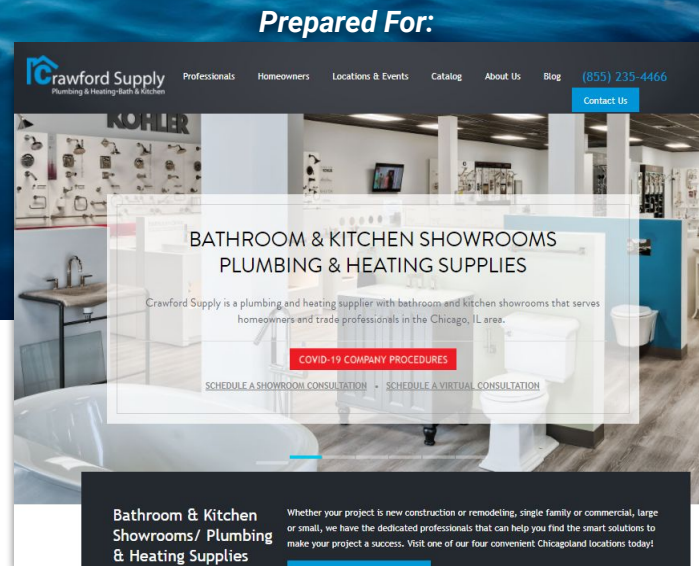 Prepared For:
Crawford Supply
Plumbing & Heating-Bath & Kitchen
Professionals
Homeowners
Locations & Events
Catalog
About Us
Blog
(855) 235-4466
Contact Us
KOHLER
BATHROOM & KITCHEN SHOWROOMS
PLUMBING & HEATING SUPPLIES
Crawford Supply is a plumbing and heating supplier with bathroom and kitchen showrooms that serves
homeowners and trade professionals in the Chicago, IL area.
COVID-19 COMPANY PROCEDURES
SCHEDULE A SHOWROOM CONSULTATION • SCHEDULE A VIRTUAL CONSULTATION
Bathroom & Kitchen
Showrooms/ Plumbing
& Heating Supplies
Whether your project is new construction or remodeling, single family or commercial, large
or small, we have the dedicated professionals that can help you find the smart solutions to
make your project a success. Visit one of our four convenient Chicagoland locations today!